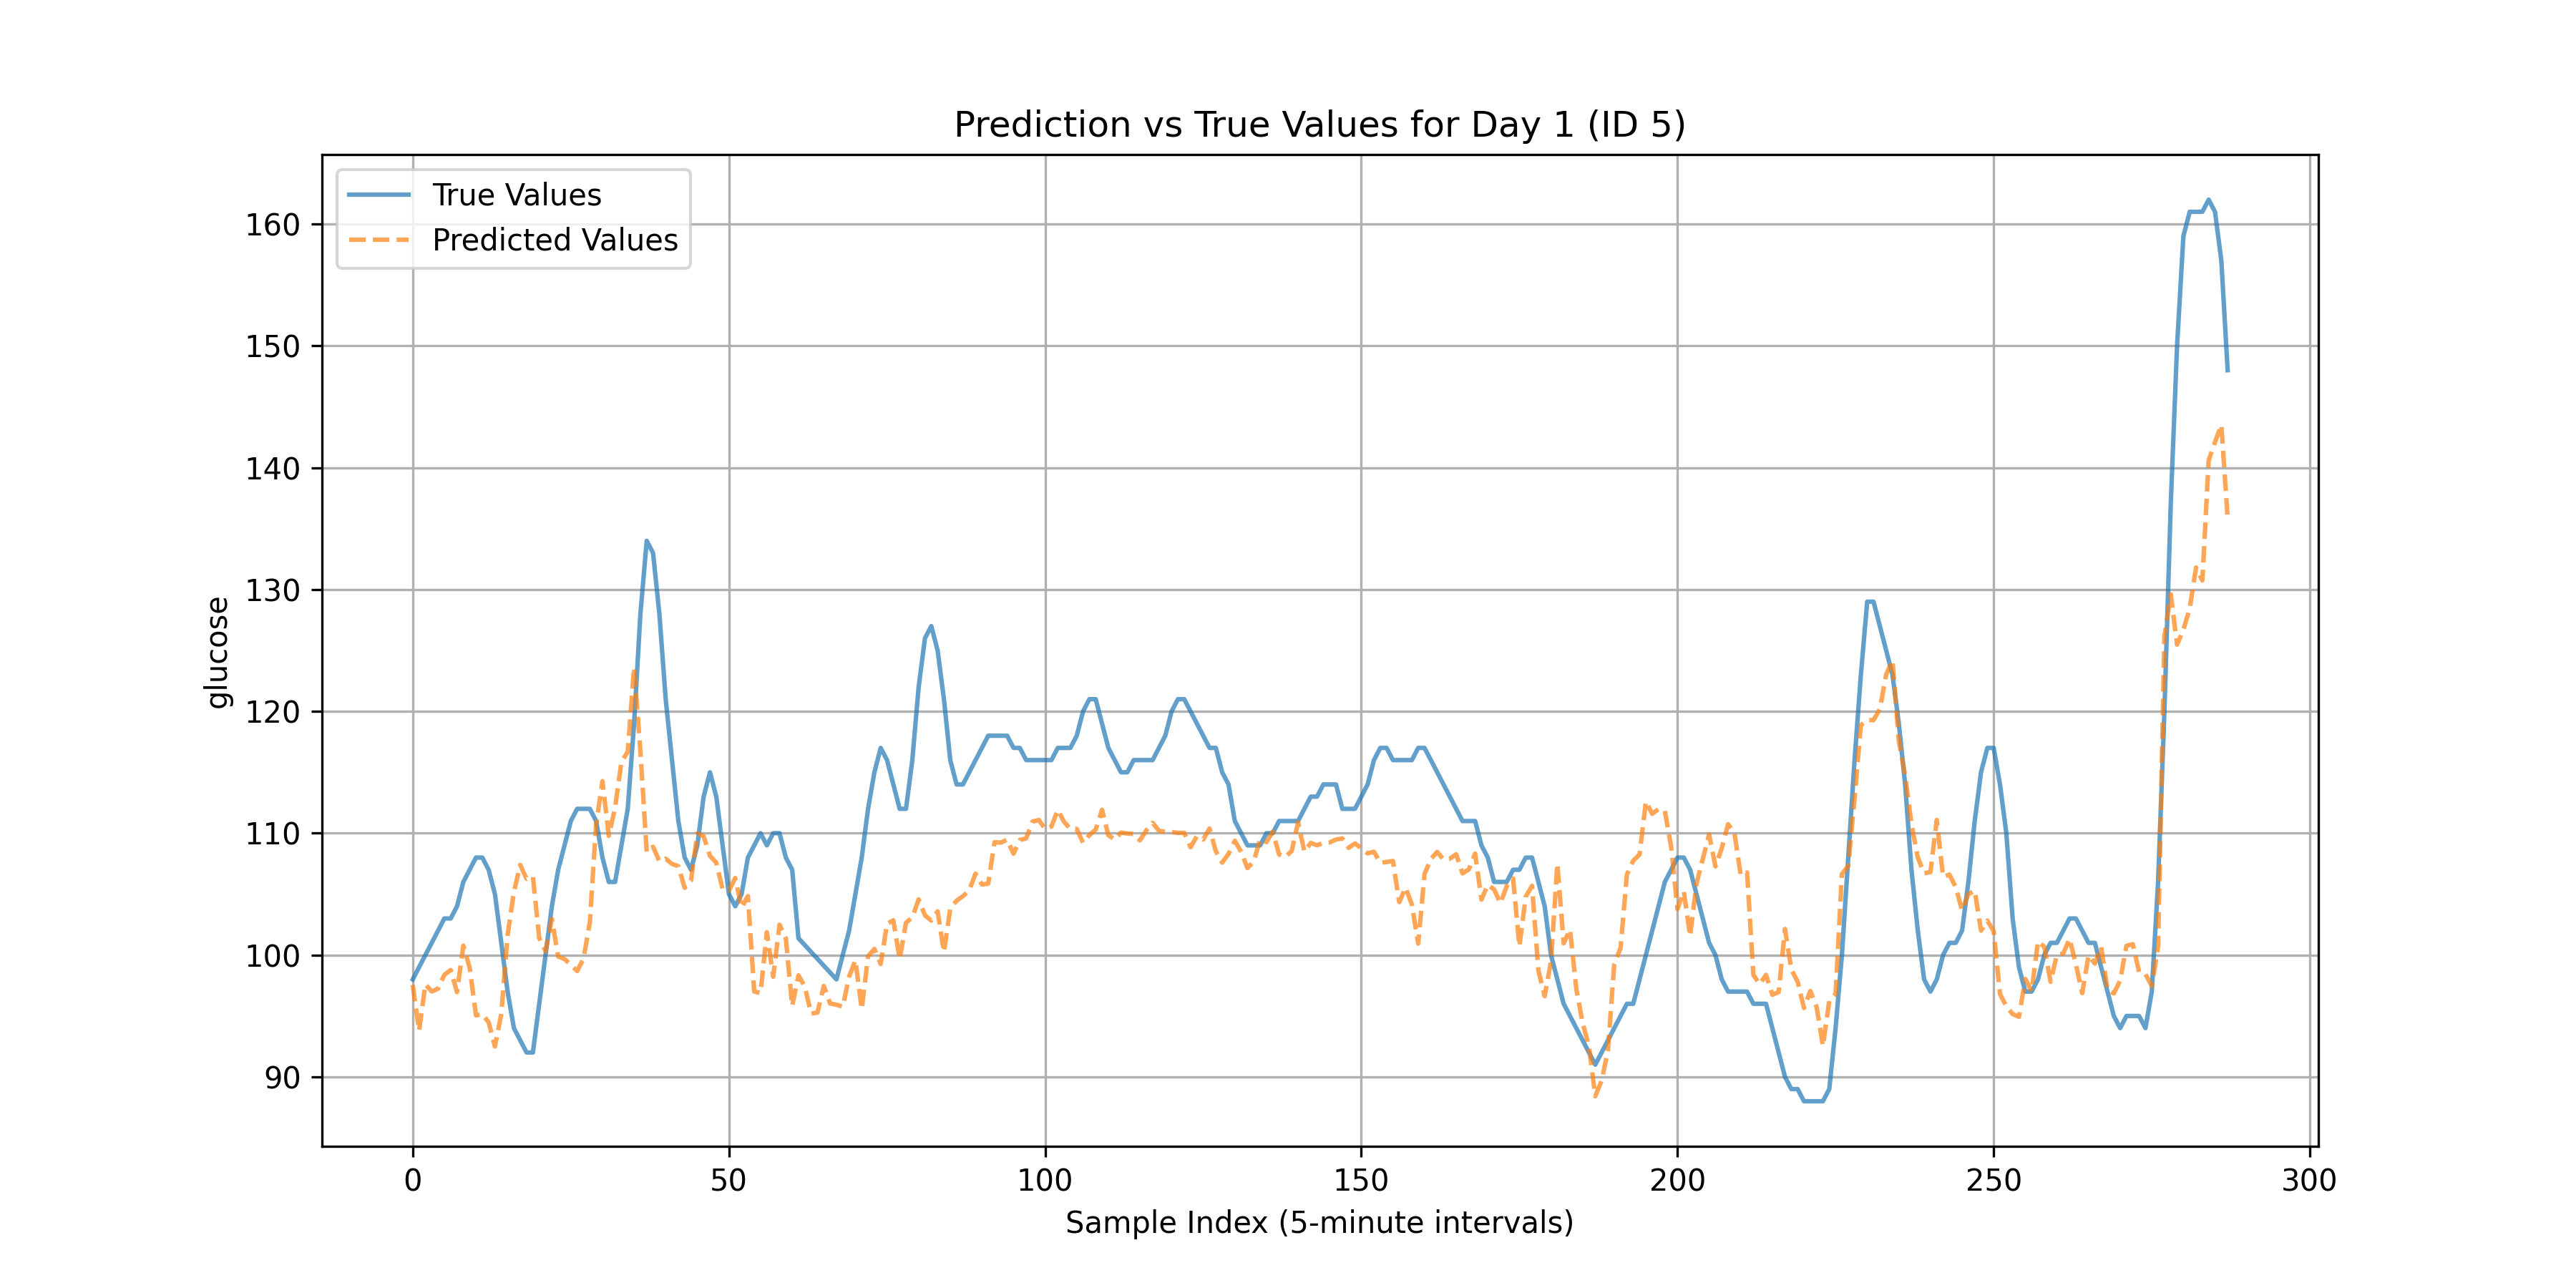 Prediction vs True Values for Day 1 (ID 5)
True Values
Predicted Values
160
150
140
130
120
110
100
90
glucose
0 50 100 150 200 250 300
Sample Index (5-minute intervals)